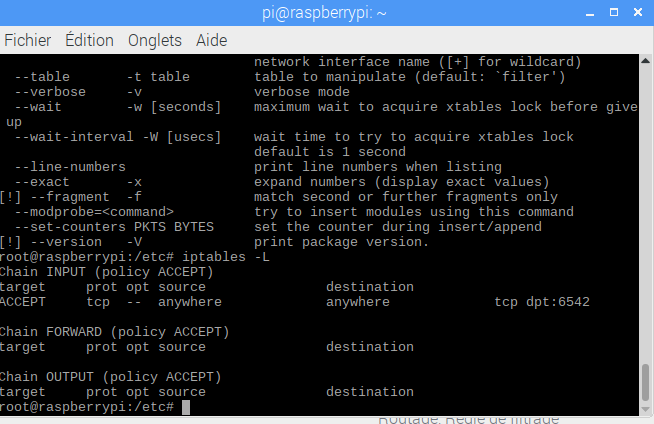 pi@raspberrypi: ~
Fichier Édition Onglets Aide
network interface name ([+] for wildcard)
--table -t table table to manipulate (default: `filter')
--verbose -v verbose mode
--wait -w [seconds] maximum wait to acquire xtables lock before give
up
--wait-interval -W [usecs] wait time to try to acquire xtables lock
default is 1 second
--line-numbers print line numbers when listing
--exact -x expand numbers (display exact values)
[!] --fragment -f match second or further fragments only
--modprobe=<command> try to insert modules using this command
--set-counters PKTS BYTES set the counter during insert/append
[!] --version -V print package version.
root@raspberrypi:/etc# iptables -L
Chain INPUT (policy ACCEPT)
target prot opt source destination
ACCEPT tcp -- anywhere anywhere tcp dpt:6542
Chain FORWARD (policy ACCEPT)
target prot opt source destination
Chain OUTPUT (policy ACCEPT)
target prot opt source destination
root@raspberrypi:/etc#
Routage. Règle de filtrage